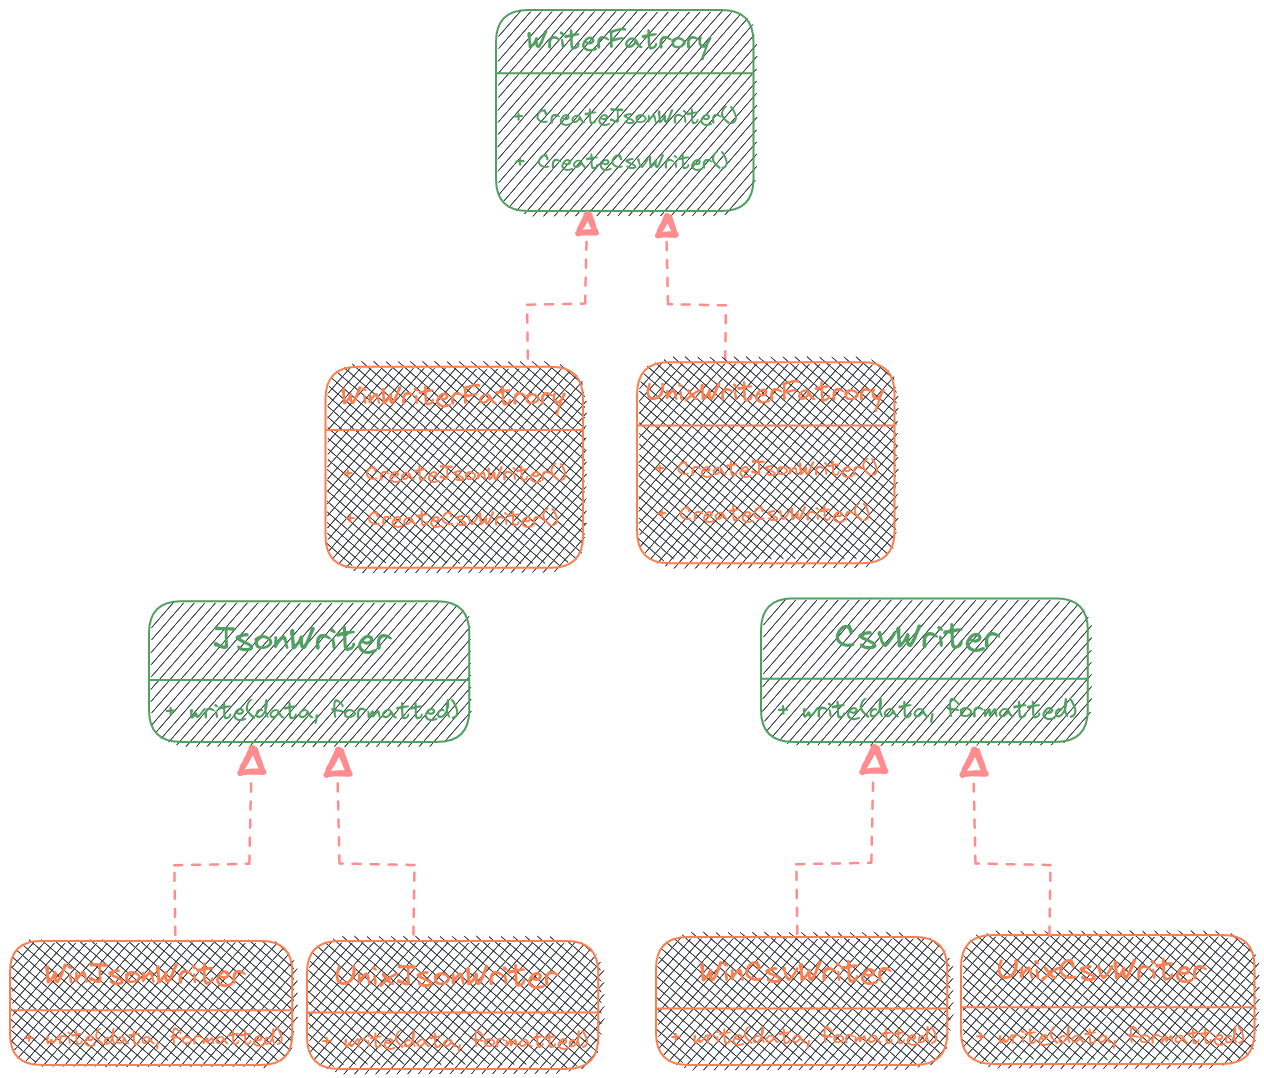 WriterFatrory
+ CreateJsonWriter()
+ CreateCsvWriter()
WinWriterFatrory
+ CreateJsonWriter()
+ CreateCsvWriter()
UnixWriterFatrory
+ CreateJsonWriter()
+ CreateCsvWriter()
JsonWriter
+ write(data, formatted)
CsvWriter
+ write(data, formatted)
WinJsonWriter
+ write(data, formatted)
UnixJsonWriter
+ write(data, formatted)
WinCsvWriter
+ write(data, formatted)
UnixCsvWriter
+ write(data, formatted)